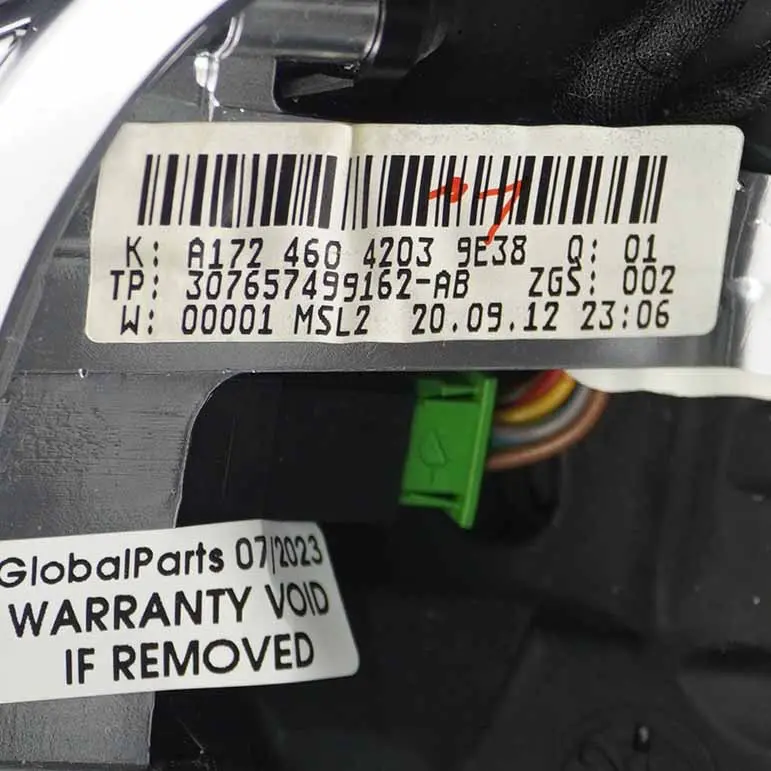 K: A172 460 4203 9E38 Q: 01
TP: 307657499162-AB ZGS: 002
W: 00001 MSL2 20.09.12 23:06
GlobalParts 07/2023
WARRANTY VOID
IF REMOVED